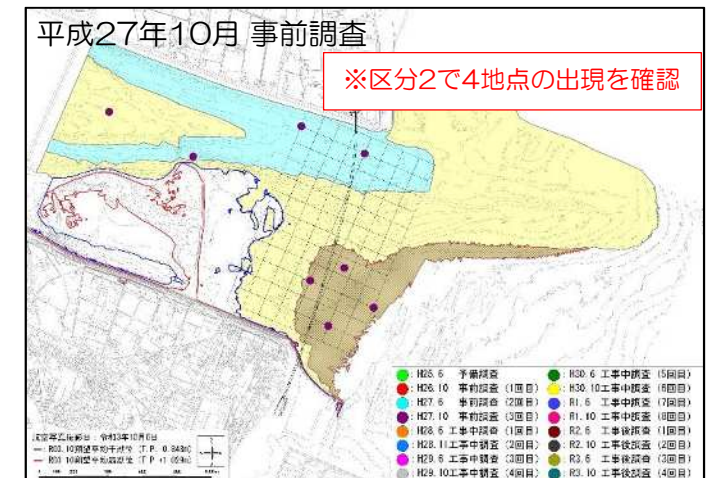 平成27年10月 事前調査
※区分2で4地点の出現を確認
: H26. 6 予備調査
: H26.10 事前調査 (1回目)
: H27. 6 事前調査 (2回目)
: H27.10 事前調査 (3回目)
: H28. 6 工事中調査 (1回目)
: H28.11工事中調査 (2回目)
: H29. 6 工事中調査 (3回目)
: H29.10工事中調査 (4回目)
: H30. 6 工事中調査 (5回目)
: H30.10工事中調査 (6回目)
: R1. 6 工事中調査 (7回目)
: R1.10 工事中調査 (8回目)
: R2. 6 工事後調査 (1回目)
: R2.10 工事後調査 (2回目)
: R3. 6 工事後調査 (3回目)
: R3.10 工事後調査 (4回目)